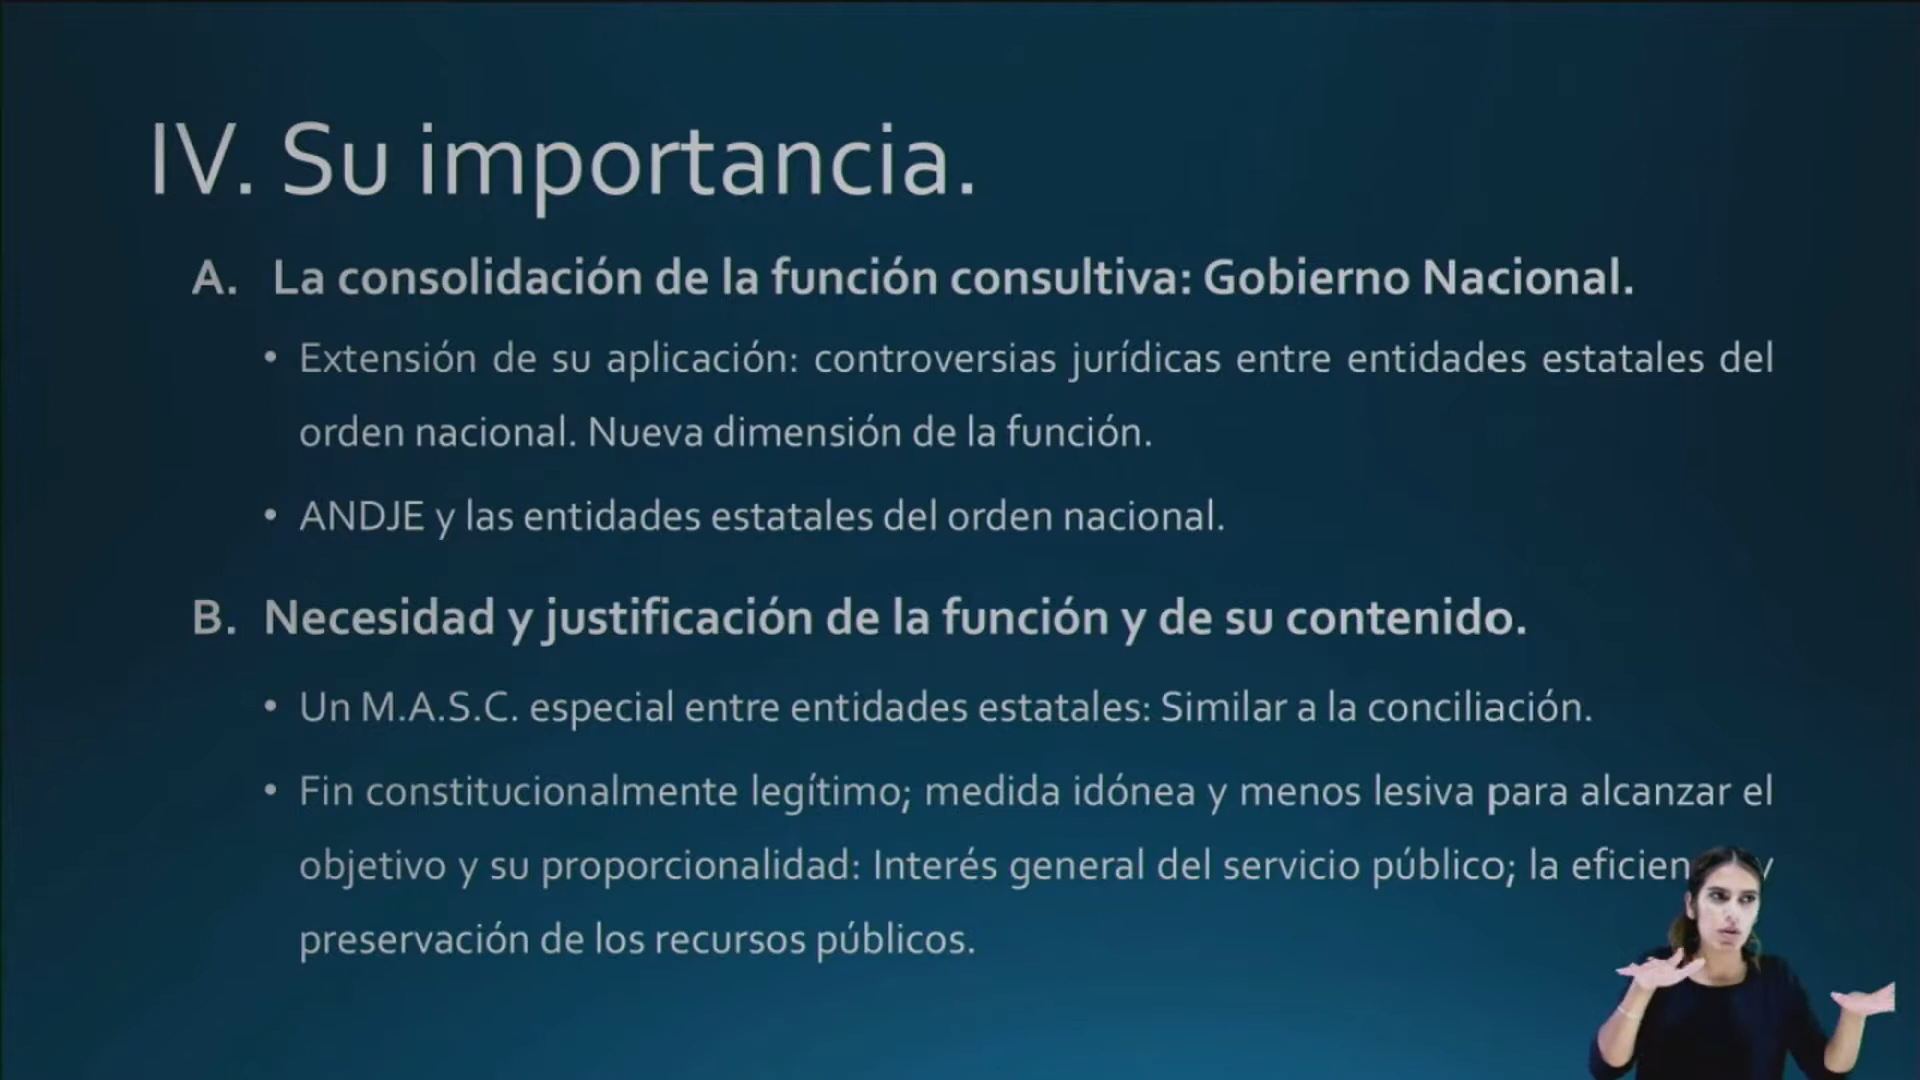 IV. Su importancia.
A. La consolidación de la función consultiva: Gobierno Nacional.
• Extensión de su aplicación: controversias jurídicas entre entidades estatales del
orden nacional. Nueva dimensión de la función.
• ANDJE y las entidades estatales del orden nacional.
B. Necesidad y justificación de la función y de su contenido.
• Un M.A.S.C. especial entre entidades estatales: Similar a la conciliación.
• Fin constitucionalmente legítimo; medida idónea y menos lesiva para alcanzar el
objetivo y su proporcionalidad: Interés general del servicio público; la y
preservación de los recursos públicos.